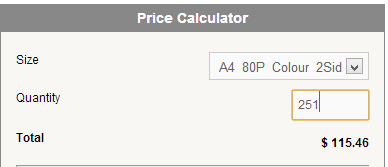 Price Calculator
Size
A4 80P Colour 2Sid
Quantity
251
Total
$ 115.46